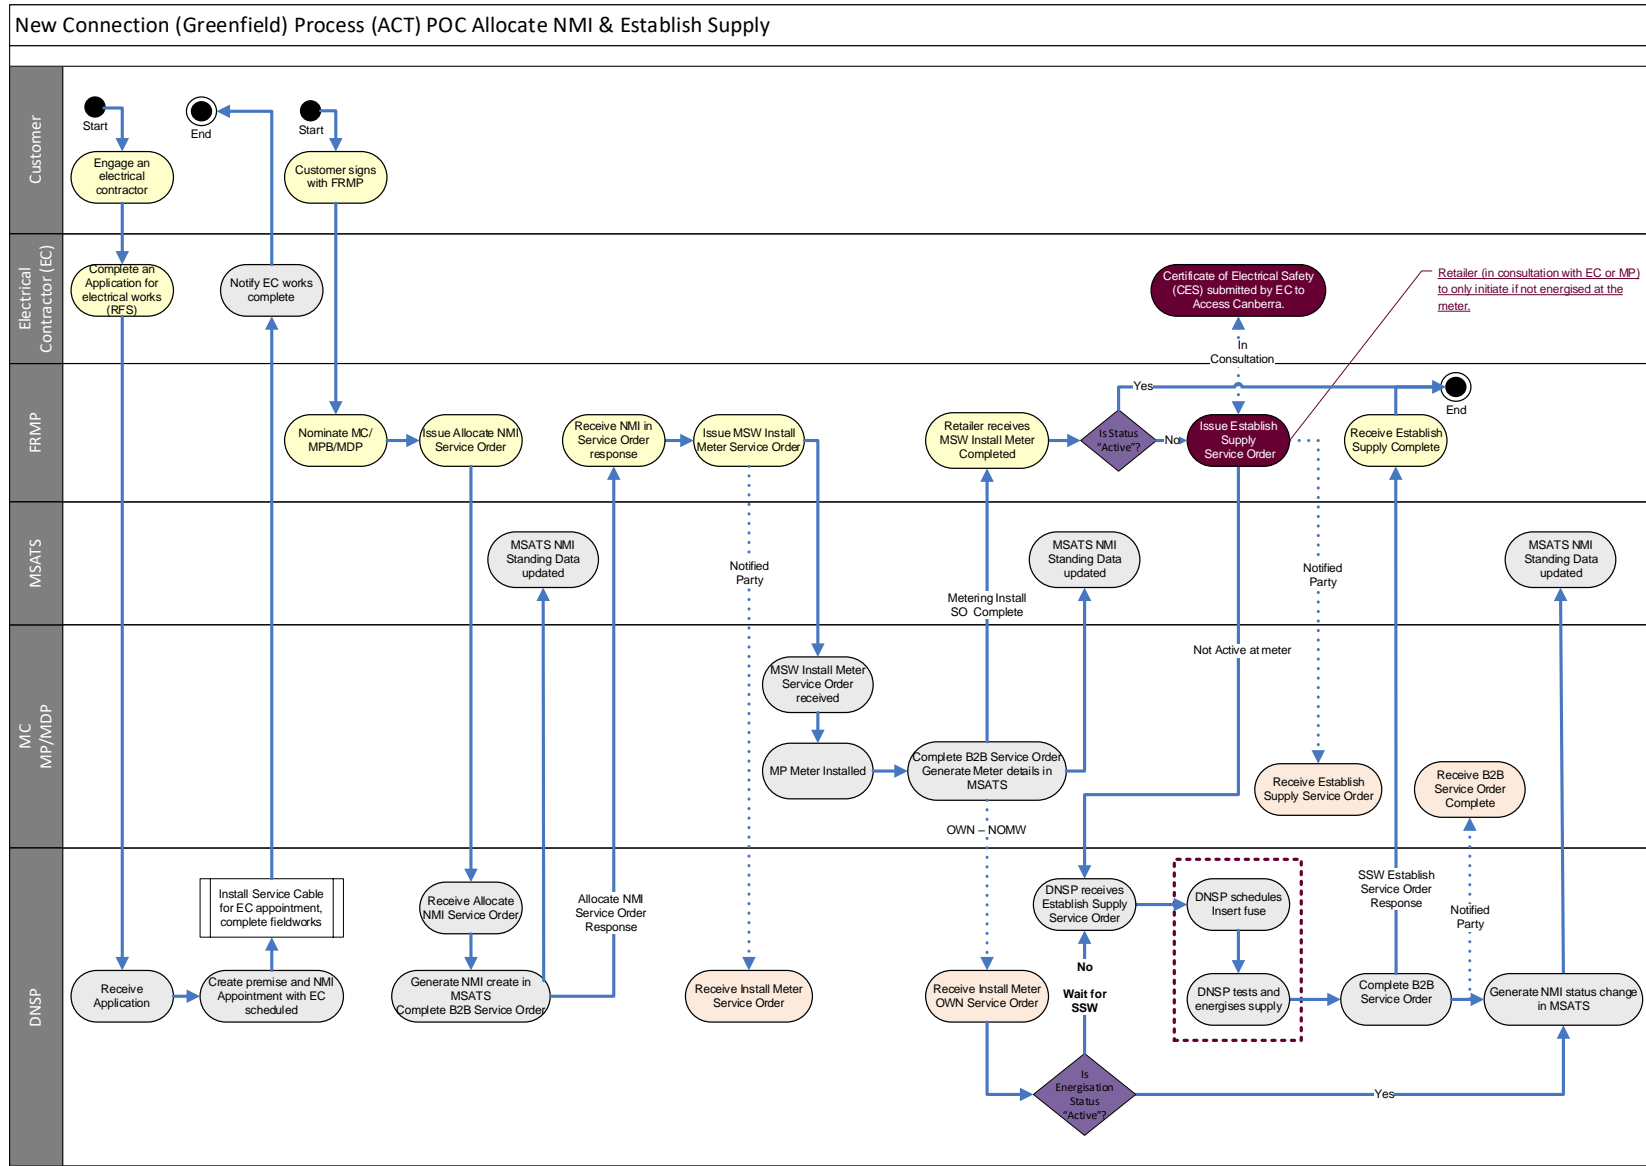 New Connection (Greenfield) Process (ACT) POC Allocate NMI & Establish Supply
Customer
Start
End
Start
Engage an
electrical
contractor
Customer signs
with FRMP
Electrical
Contractor (EC)
Complete an
Application for
electrical works
(RFS)
Notify EC works
complete
Certificate of Electrical Safety
(CES) submitted by EC to
Access Canberra.
Retailer (in consultation with EC or MP)
to only initiate if not energised at the
meter.
In
Consultation
FRMP
Nominate MC/
MPB/MDP
Issue Allocate NMI
Service Order
Receive NMI in
Service Order
response
Issue MSW Install
Meter Service Order
Retailer receives
MSW Install Meter
Completed
Is Status
“Active”?
Yes
No
Issue Establish
Supply
Service Order
Receive Establish
Supply Complete
End
MSATS
MSATS NMI
Standing Data
updated
Notified
Party
Metering Install
SO Complete
MSATS NMI
Standing Data
updated
Notified
Party
MSATS NMI
Standing Data
updated
MC
MP/MDP
MSW Install Meter
Service Order
received
MP Meter Installed
Complete B2B Service Order
Generate Meter details in
MSATS
Not Active at meter
Receive Establish
Supply Service Order
Receive B2B
Service Order
Complete
OWN – NOMW
DNSP
Install Service Cable
for EC appointment,
complete fieldworks
Receive Allocate
NMI Service Order
Allocate NMI
Service Order
Response
DNSP receives
Establish Supply
Service Order
DNSP schedules
Insert fuse
SSW Establish
Service Order
Response
Notified
Party
Receive
Application
Create premise and NMI
Appointment with EC
scheduled
Generate NMI create in
MSATS
Complete B2B Service Order
Receive Install Meter
Service Order
Receive Install Meter
OWN Service Order
No
Wait for
SSW
DNSP tests and
energises supply
Complete B2B
Service Order
Generate NMI status change
in MSATS
Is
Energisation
Status
“Active”?
Yes